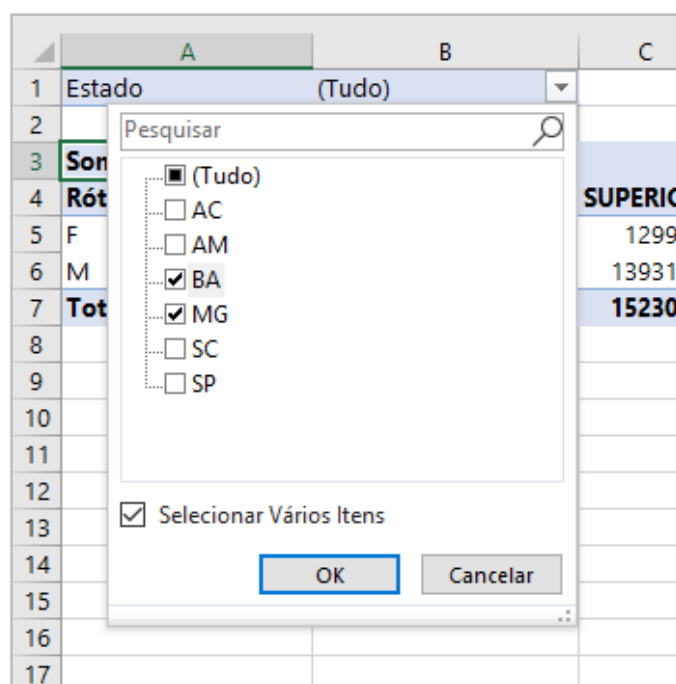 A B C
1 Estado (Tudo)
2 Pesquisar
3 Son
(Tudo)
4 Rót SUPERIO
AC
5 F 1299
AM
6 M 13931
BA
7 Tot 15230
MG
8
SC
9
SP
10
11
12
Selecionar Vários Itens
13
14
OK Cancelar
15
16
17